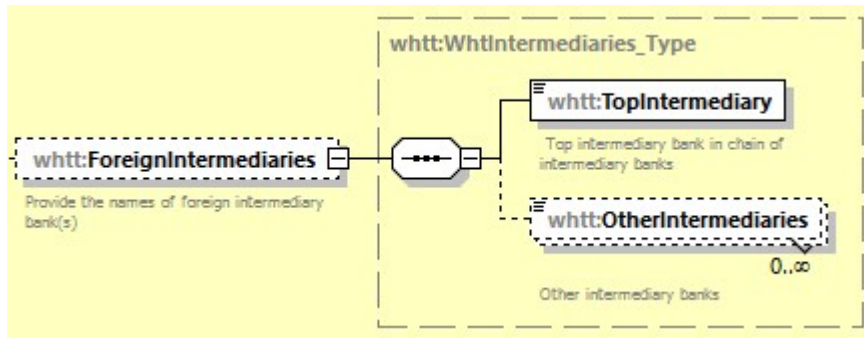 whtt:WhtIntermediaries_Type
whtt:TopIntermediary
Top intermediary bank in chain of
intermediary banks
whtt:ForeignIntermediaries
Provide the names of foreign intermediary
bank(s)
whtt:OtherIntermediaries
0..∞
Other intermediary banks